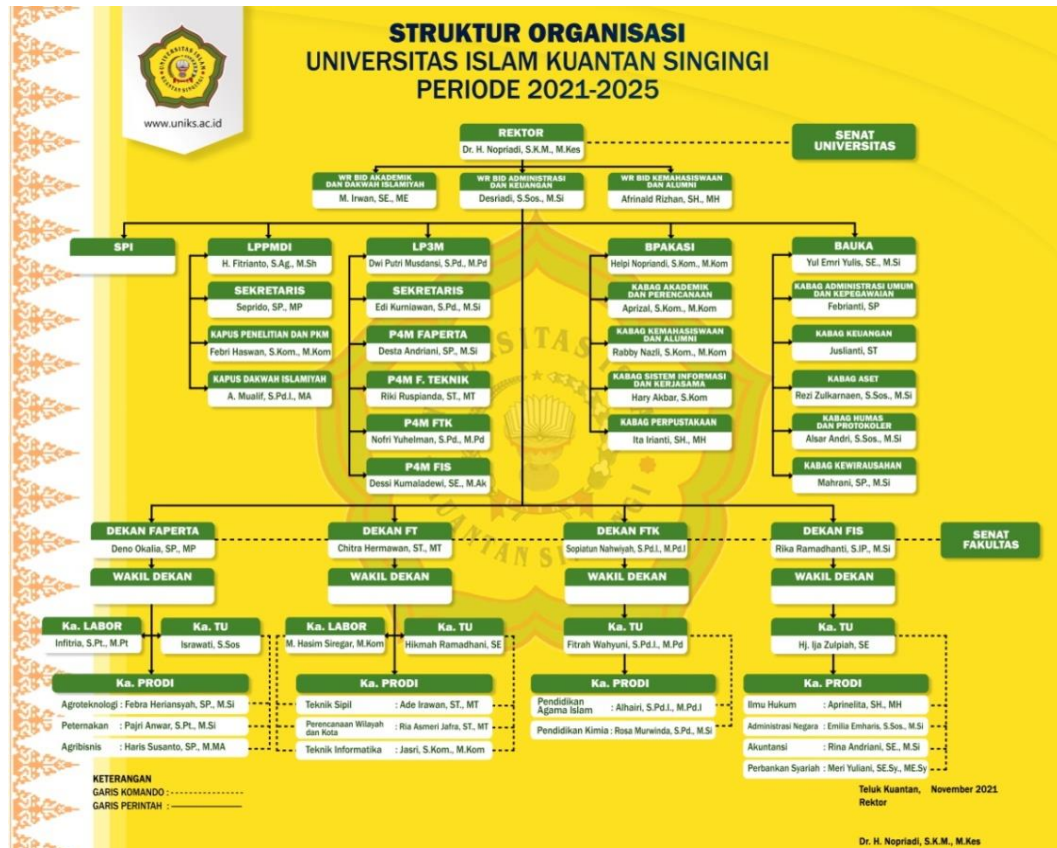 STRUKTUR ORGANISASI
UNIVERSITAS ISLAM KUANTAN SINGINGI
PERIODE 2021-2025
UNIVERSITAS ISLAM
KUANTAN SINGINGI
www.uniks.ac.id
REKTOR
Dr. H. Nopriadi, S.K.M., M.Kes
SENAT
UNIVERSITAS
WR BID AKADEMIK
DAN DAKWAH ISLAMIYAH
M. Irwan, SE., ME
WR BID ADMINISTRASI
DAN KEUANGAN
Desriadi, S.Sos., M.Si
WR BID KEMAHASISWAAN
DAN ALUMNI
Afrinald Rizhan, SH., MH
SPI
LPPMDI
H. Fitrianto, S.Ag., M.Sh
SEKRETARIS
Seprido, SP., MP
KAPUS PENELITIAN DAN PKM
Febri Haswan, S.Kom., M.Kom
KAPUS DAKWAH ISLAMIYAH
A. Mualif, S.Pd.I., MA
LP3M
Dwi Putri Musdansi, S.Pd., M.Pd
SEKRETARIS
Edi Kurniawan, S.Pd., M.Si
P4M FAPERTA
Desta Andriani, SP., M.Si
P4M F. TEKNIK
Riki Ruspianda, ST., MT
P4M FTK
Nofri Yuhelman, S.Pd., M.Pd
P4M FIS
Dessi Kumaladewi, SE., M.Ak
BPAKASI
Helpi Nopriandi, S.Kom., M.Kom
KABAG AKADEMIK
DAN PERENCANAAN
Aprizal, S.Kom., M.Kom
KABAG KEMAHASISWAAN
DAN ALUMNI
Rabby Nazli, S.Kom., M.Kom
KABAG SISTEM INFORMASI
DAN KERJASAMA
Hary Akbar, S.Kom
KABAG PERPUSTAKAAN
Ita Irianti, SH., MH
BAUKA
Yul Emri Yulis, SE., M.Si
KABAG ADMINISTRASI UMUM
DAN KEPEGAWAIAN
Febrianti, SP
KABAG KEUANGAN
Juslianti, ST
KABAG ASET
Rezi Zulkarnaen, S.Sos., M.Si
KABAG HUMAS
DAN PROTOKOLER
Alsar Andri, S.Sos., M.Si
KABAG KEWIRAUSAHAN
Mahrani, SP., M.Si
DEKAN FAPERTA
Deno Okalia, SP., MP
WAKIL DEKAN
Ka. LABOR
Infitria, S.Pt., M.Pt
Ka. TU
Israwati, S.Sos
Ka. PRODI
Agroteknologi : Febra Heriansyah, SP., M.Si
Peternakan : Pajri Anwar, S.Pt., M.Si
Agribisnis : Haris Susanto, SP., M.MA
DEKAN FT
Chitra Hermawan, ST., MT
WAKIL DEKAN
Ka. LABOR
M. Hasim Siregar, M.Kom
Ka. TU
Hikmah Ramadhani, SE
Ka. PRODI
Teknik Sipil : Ade Irawan, ST., MT
Perencanaan Wilayah
dan Kota : Ria Asmeri Jafra, ST., MT
Teknik Informatika : Jasri, S.Kom., M.Kom
DEKAN FTK
Sopiatun Nahwiyah, S.Pd.I., M.Pd.I
WAKIL DEKAN
Ka. TU
Fitrah Wahyuni, S.Pd.I., M.Pd
Ka. PRODI
Pendidikan
Agama Islam : Alhairi, S.Pd.I., M.Pd.I
Pendidikan Kimia : Rosa Murwinda, S.Pd., M.Si
DEKAN FIS
Rika Ramadhanti, S.IP., M.Si
SENAT
FAKULTAS
WAKIL DEKAN
Ka. TU
Hj. Ija Zulpiah, SE
Ka. PRODI
Ilmu Hukum : Aprinelita, SH., MH
Administrasi Negara : Emilia Emharis, S.Sos., M.Si
Akuntansi : Rina Andriani, SE., M.Si
Perbankan Syariah : Meri Yuliani, SE.Sy., ME.Sy
KETERANGAN
GARIS KOMANDO :
GARIS PERINTAH :
Teluk Kuantan, November 2021
Rektor
Dr. H. Nopriadi, S.K.M., M.Kes